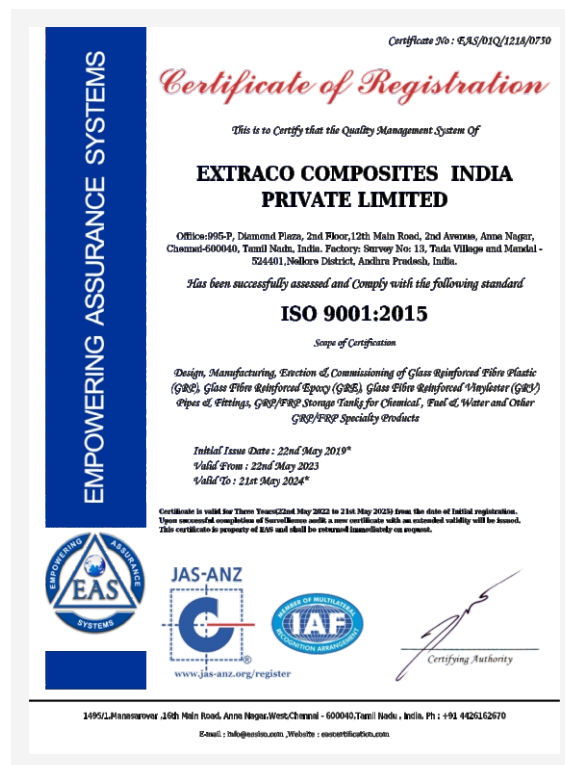 Certificate No : EAS/01Q/1218/0750
EMPOWERING ASSURANCE SYSTEMS
Certificate of Registration
This is to Certify that the Quality Management System Of
EXTRACO COMPOSITES INDIA
PRIVATE LIMITED
Office:995-P, Diamond Plaza, 2nd Floor,12th Main Road, 2nd Avenue, Anna Nagar,
Chennai-600040, Tamil Nadu, India. Factory: Survey No: 13, Tada Village and Mandal -
524401,Nellore District, Andhra Pradesh, India.
Has been successfully assessed and Comply with the following standard
ISO 9001:2015
Scope of Certification
Design, Manufacturing, Erection & Commissioning of Glass Reinforced Fibre Plastic
(GRP), Glass Fibre Reinforced Epoxy (GRE), Glass Fibre Reinforced Vinylester (GRV)
Pipes & Fittings, GRP/FRP Storage Tanks for Chemical , Fuel & Water and Other
GRP/FRP Specialty Products
Initial Issue Date : 22nd May 2019*
Valid From : 22nd May 2023
Valid To : 21st May 2024*
Certificate is valid for Three Years(22nd May 2022 to 21st May 2025) from the date of Initial registration.
Upon successful completion of Surveillence audit a new certificate with an extended validity will be issued.
This certificate is property of EAS and shall be returned immediately on request.
EMPOWERING ASSURANCE
EAS
SYSTEMS
JAS-ANZ
C
®
www.jas-anz.org/register
MEMBER OF MULTILATERAL
IAF
RECOGNITION ARRANGEMENT
Certifying Authority
1495/1,Manasarovar ,16th Main Road, Anna Nagar,West,Chennai - 600040,Tamil Nadu , India, Ph : +91 4426162670
E-mail : info@easiso.com ,Website : eascertification.com